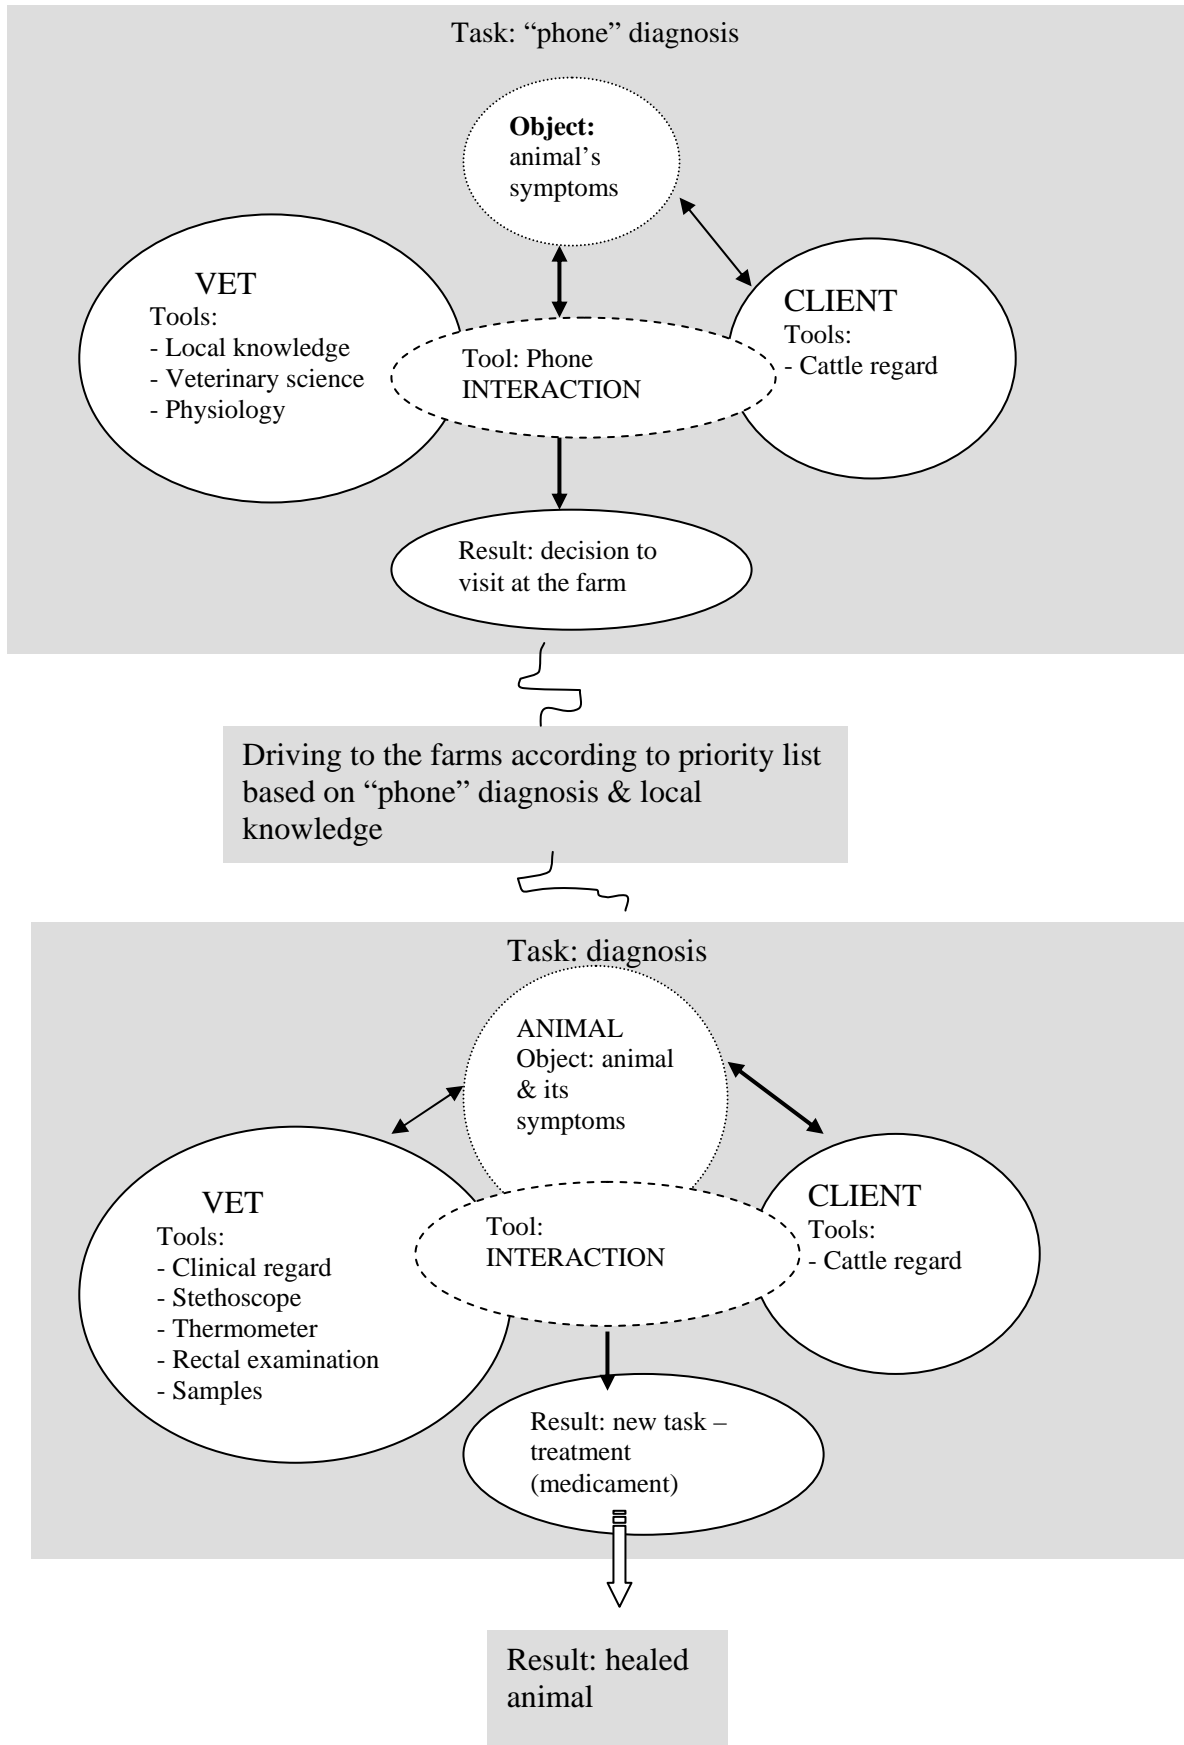 Task: “phone” diagnosis
Object:
animal’s
symptoms
VET
Tools:
- Local knowledge
- Veterinary science
- Physiology
Tool: Phone
INTERACTION
CLIENT
Tools:
- Cattle regard
Result: decision to
visit at the farm
Driving to the farms according to priority list
based on “phone” diagnosis & local
knowledge
Task: diagnosis
ANIMAL
Object: animal
& its
symptoms
VET
Tools:
- Clinical regard
- Stethoscope
- Thermometer
- Rectal examination
- Samples
Tool:
INTERACTION
CLIENT
Tools:
- Cattle regard
Result: new task –
treatment
(medicament)
Result: healed
animal